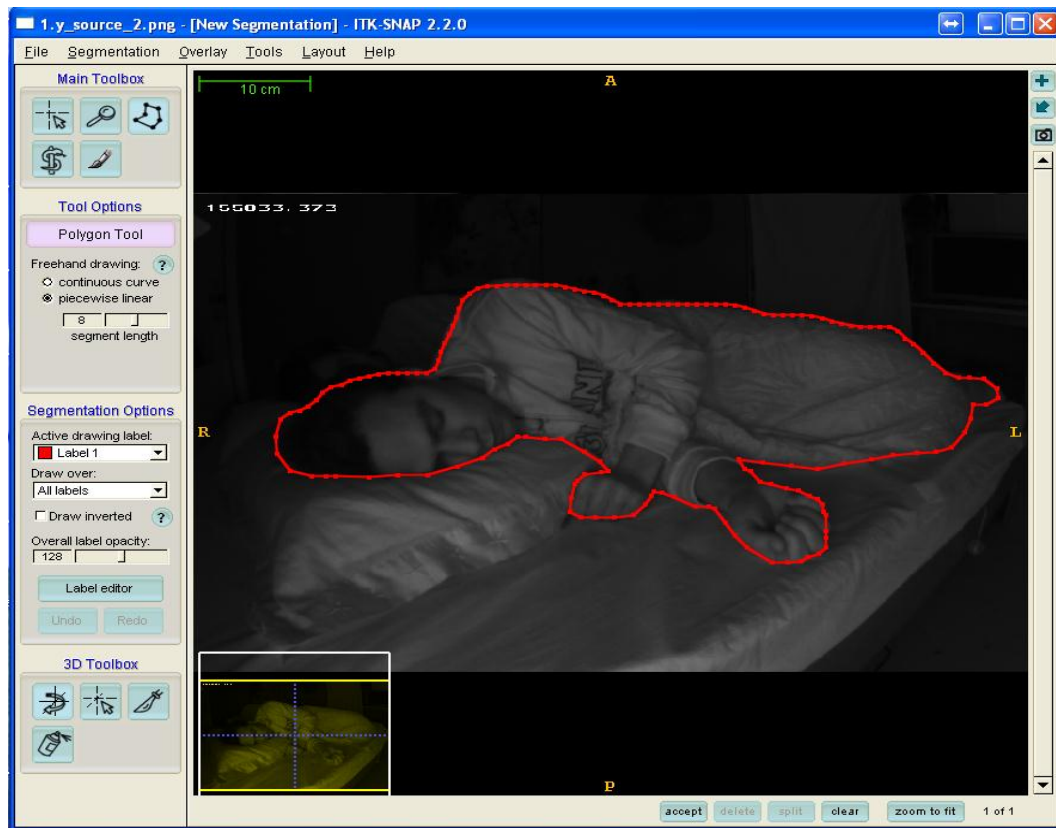 1.y_source_2.png - [New Segmentation] - ITK-SNAP 2.2.0
File Segmentation Overlay Tools Layout Help
Main Toolbox
Tool Options
Polygon Tool
Freehand drawing: ?
continuous curve
piecewise linear
8
segment length
Segmentation Options
Active drawing label:
Label 1
Draw over:
All labels
Draw inverted ?
Overall label opacity:
128
Label editor
Undo Redo
3D Toolbox
10 cm
A
155033.373
R
L
P
accept delete split clear zoom to fit 1 of 1